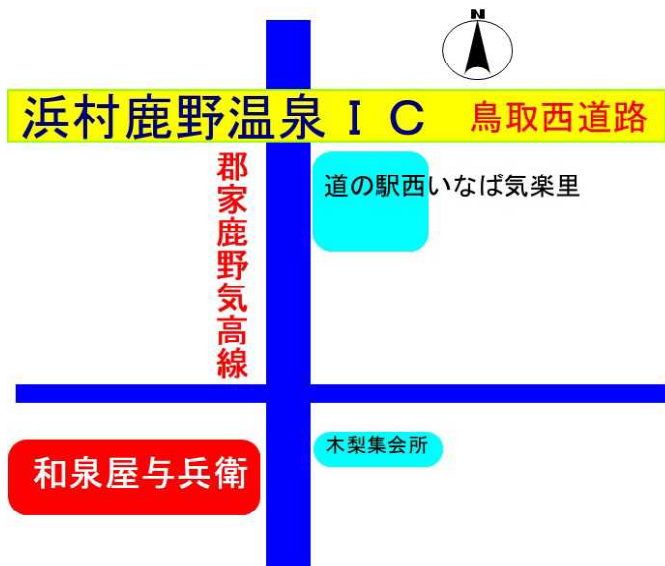 N
浜村鹿野温泉ＩＣ 鳥取西道路
郡家鹿野気高線
道の駅西いなば気楽里
木梨集会所
和泉屋与兵衛